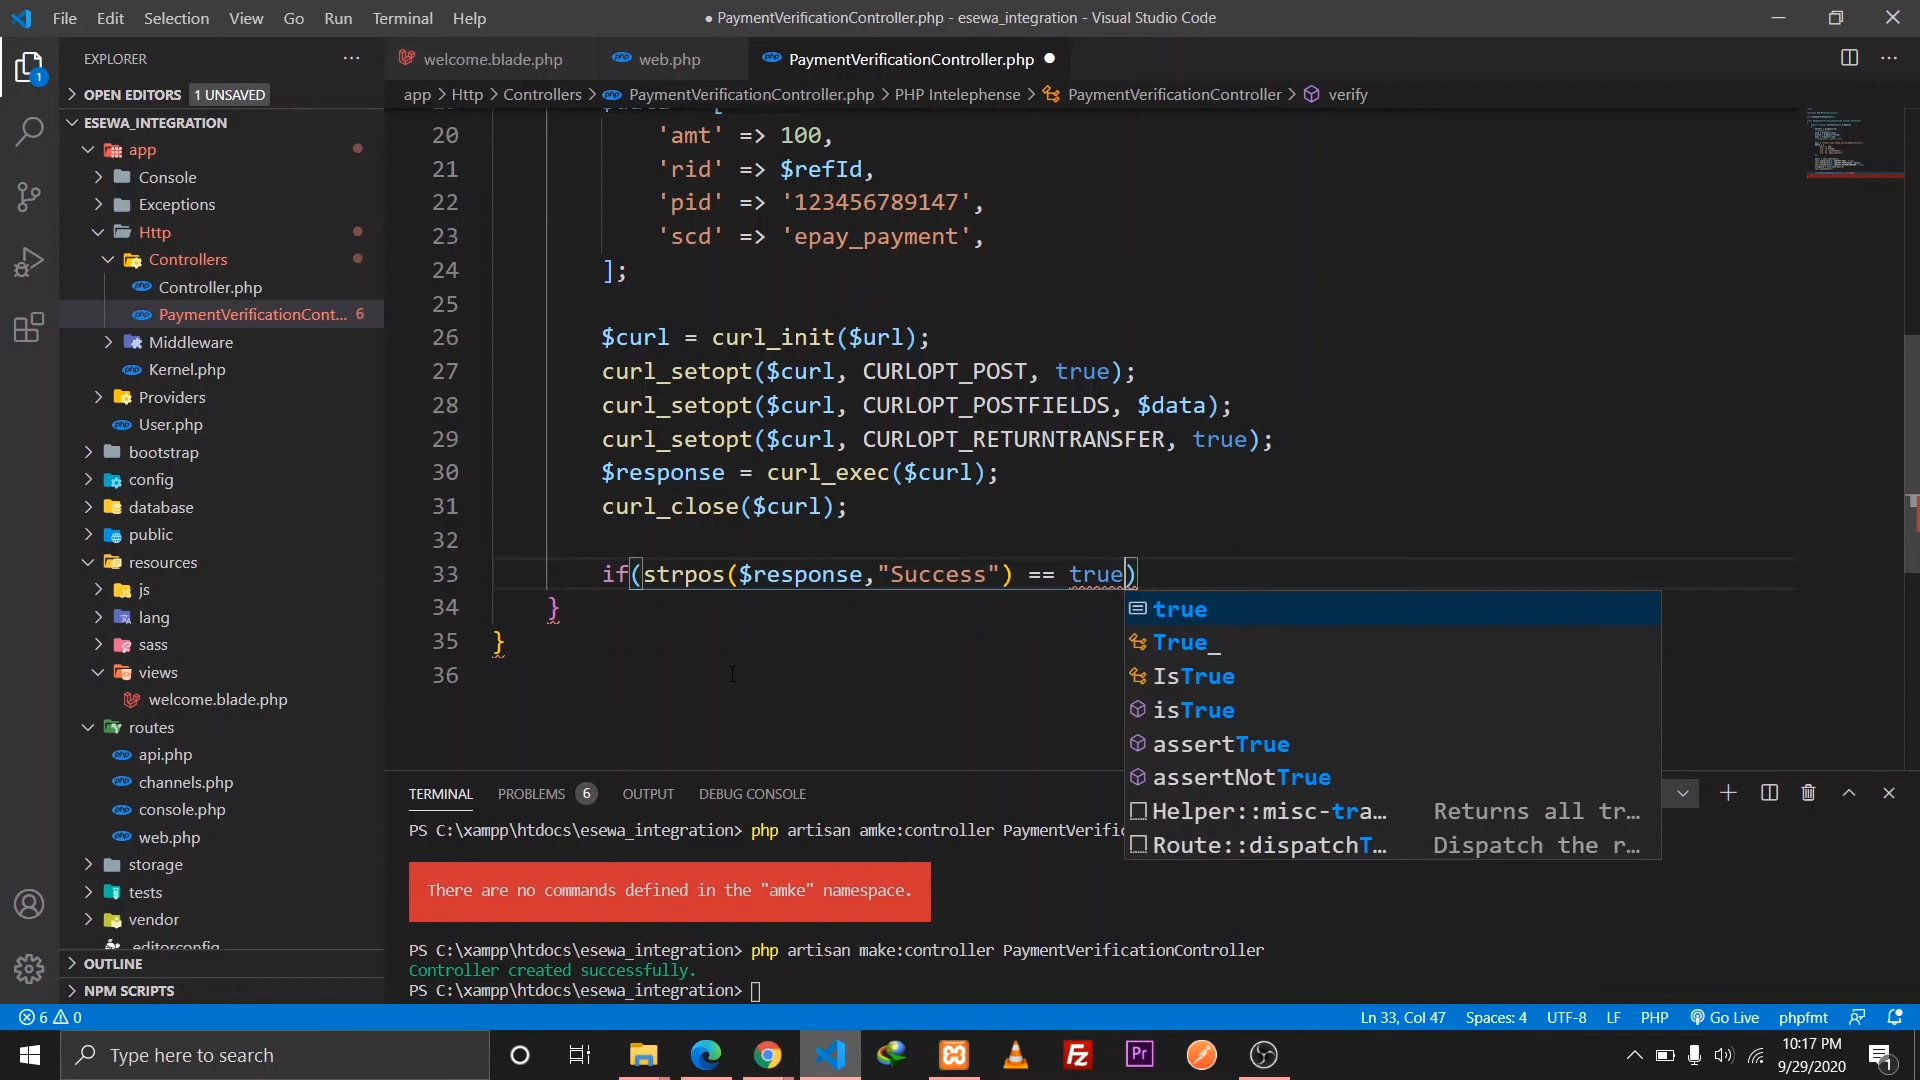 File Edit Selection View Go Run Terminal Help
● PaymentVerificationController.php - esewa_integration - Visual Studio Code
EXPLORER
welcome.blade.php web.php PaymentVerificationController.php
OPEN EDITORS 1 UNSAVED
app > Http > Controllers > PaymentVerificationController.php > PHP Intelephense > PaymentVerificationController > verify
ESEWA_INTEGRATION
app
Console
Exceptions
Http
Controllers
Controller.php
PaymentVerificationCont... 6
Middleware
Kernel.php
Providers
User.php
bootstrap
config
database
public
resources
js
lang
sass
views
welcome.blade.php
routes
api.php
channels.php
console.php
web.php
storage
tests
vendor
.editorconfig
OUTLINE
NPM SCRIPTS
20 'amt' => 100,
21 'rid' => $refId,
22 'pid' => '123456789147',
23 'scd' => 'epay_payment',
24 ];
25
26 $curl = curl_init($url);
27 curl_setopt($curl, CURLOPT_POST, true);
28 curl_setopt($curl, CURLOPT_POSTFIELDS, $data);
29 curl_setopt($curl, CURLOPT_RETURNTRANSFER, true);
30 $response = curl_exec($curl);
31 curl_close($curl);
32
33 if(strpos($response,"Success") == true)
34 }
35 }
36
true
True_
IsTrue
isTrue
assertTrue
assertNotTrue
Helper::misc-tra... Returns all tr...
Route::dispatchT... Dispatch the r...
TERMINAL PROBLEMS 6 OUTPUT DEBUG CONSOLE
PS C:\xampp\htdocs\esewa_integration> php artisan amke:controller PaymentVerific
There are no commands defined in the "amke" namespace.
PS C:\xampp\htdocs\esewa_integration> php artisan make:controller PaymentVerificationController
Controller created successfully.
PS C:\xampp\htdocs\esewa_integration>
6 0
Ln 33, Col 47 Spaces: 4 UTF-8 LF PHP Go Live phpfmt
Type here to search
10:17 PM
9/29/2020